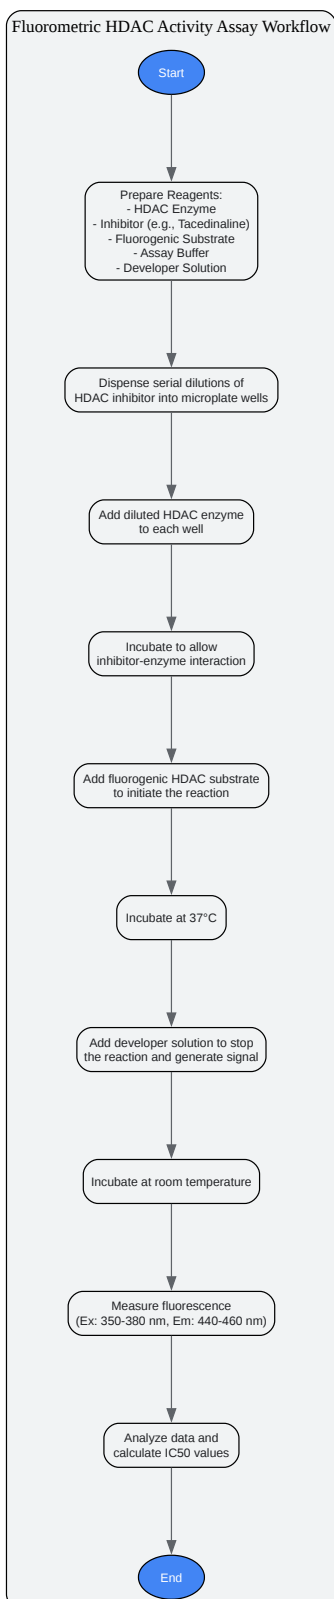 Fluorometric HDAC Activity Assay Workflow
Start
Prepare Reagents:
- HDAC Enzyme
- Inhibitor (e.g., Tacedinaline)
- Fluorogenic Substrate
- Assay Buffer
- Developer Solution
Dispense serial dilutions of
HDAC inhibitor into microplate wells
Add diluted HDAC enzyme
to each well
Incubate to allow
inhibitor-enzyme interaction
Add fluorogenic HDAC substrate
to initiate the reaction
Incubate at 37°C
Add developer solution to stop
the reaction and generate signal
Incubate at room temperature
Measure fluorescence
(Ex: 350-380 nm, Em: 440-460 nm)
Analyze data and
calculate IC50 values
End